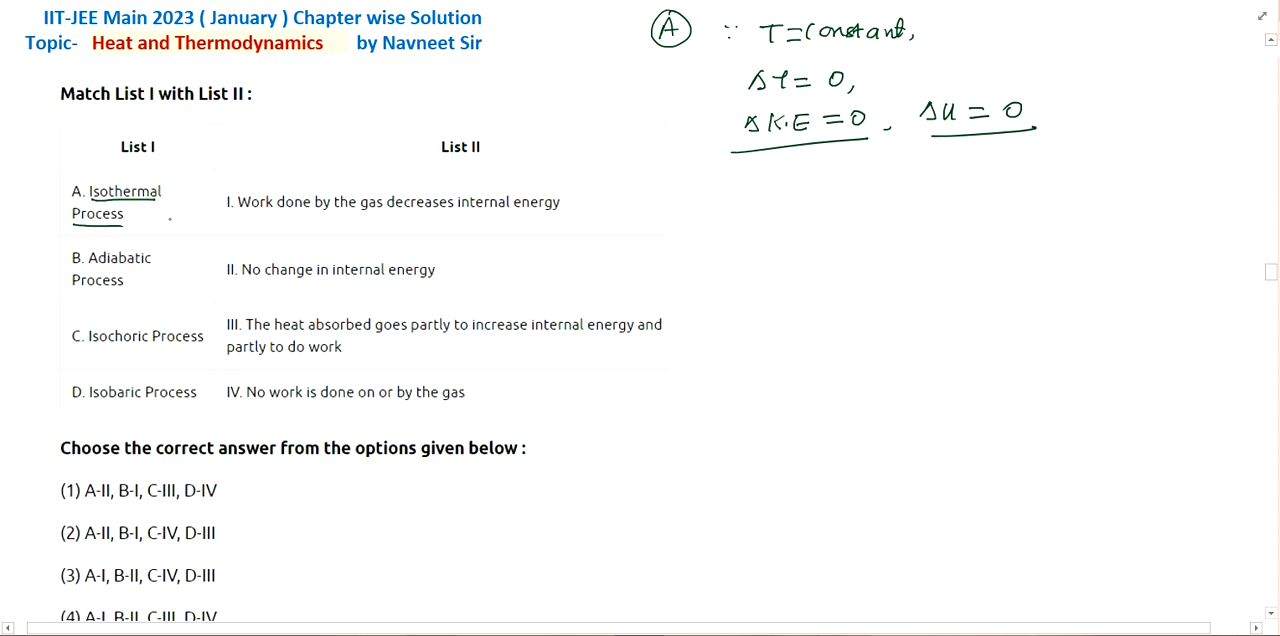 IIT-JEE Main 2023 ( January ) Chapter wise Solution
Topic- Heat and Thermodynamics by Navneet Sir
Match List I with List II :
List I List II
A. Isothermal Process I. Work done by the gas decreases internal energy
B. Adiabatic Process II. No change in internal energy
C. Isochoric Process III. The heat absorbed goes partly to increase internal energy and partly to do work
D. Isobaric Process IV. No work is done on or by the gas
Choose the correct answer from the options given below :
(1) A-II, B-I, C-III, D-IV
(2) A-II, B-I, C-IV, D-III
(3) A-I, B-II, C-IV, D-III
(4) A-I, B-II, C-III, D-IV
A ∵ T=constant,
Δt = 0,
ΔK.E = 0, ΔU = 0